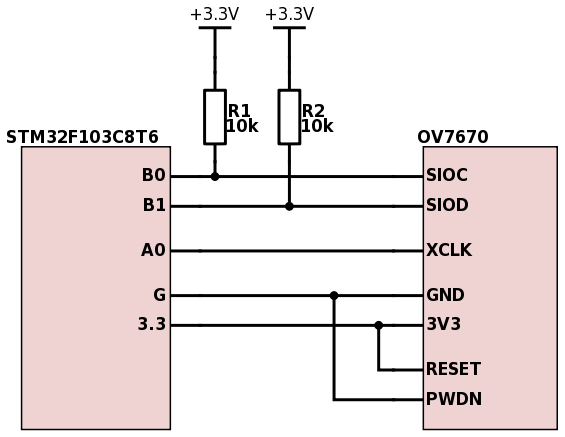 +3.3V +3.3V
R1 R2
10k 10k
STM32F103C8T6 OV7670
B0 SIOC
B1 SIOD
A0 XCLK
G GND
3.3 3V3
RESET
PWDN